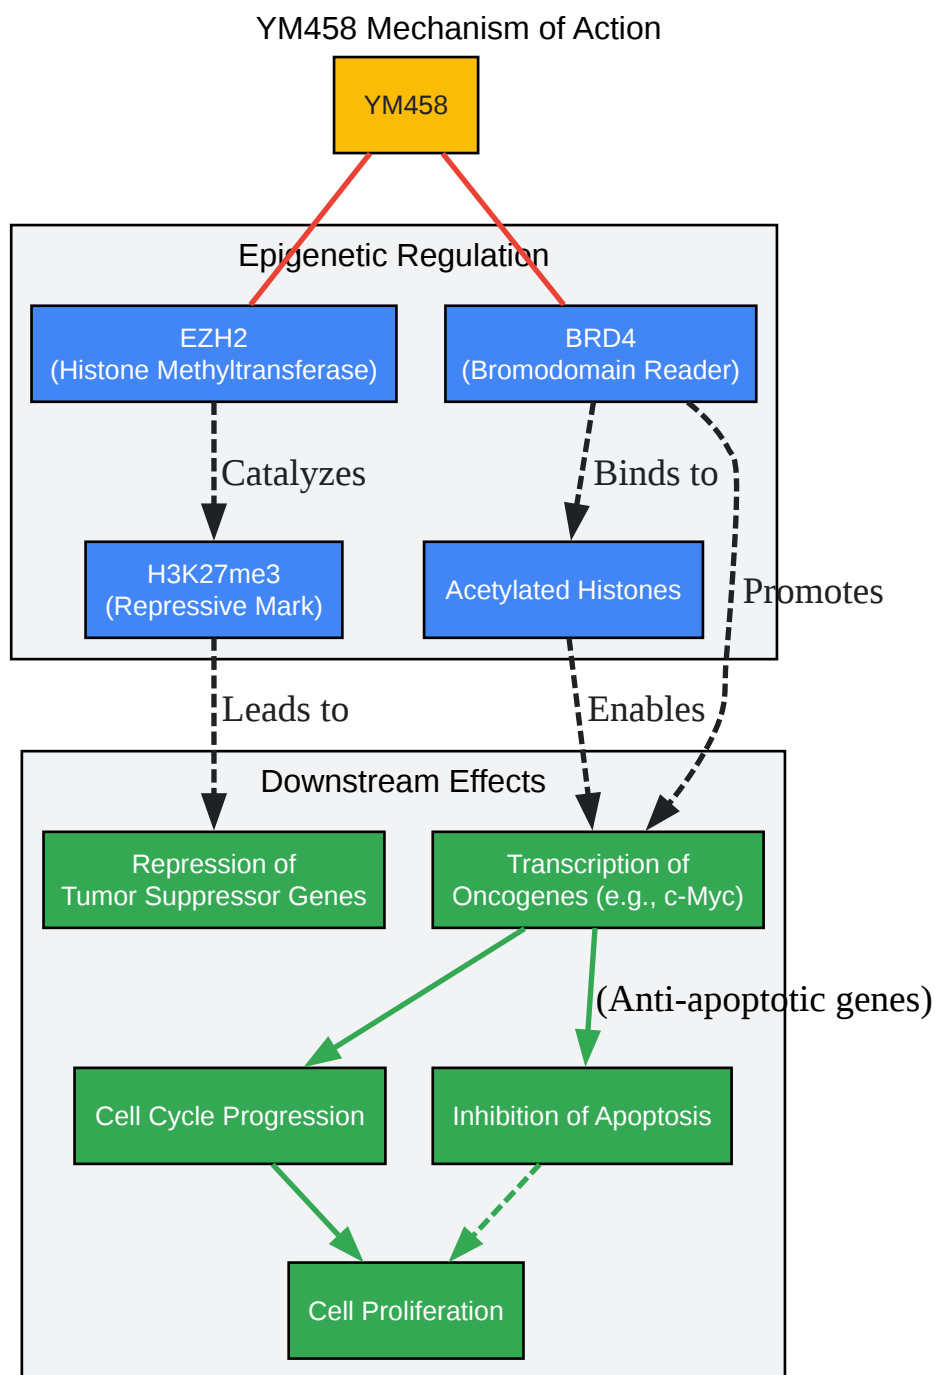 YM458 Mechanism of Action
YM458
Epigenetic Regulation
EZH2
(Histone Methyltransferase)
BRD4
(Bromodomain Reader)
Catalyzes
Binds to
H3K27me3
(Repressive Mark)
Acetylated Histones
Promotes
Leads to
Enables
Downstream Effects
Repression of
Tumor Suppressor Genes
Transcription of
Oncogenes (e.g., c-Myc)
(Anti-apoptotic genes)
Cell Cycle Progression
Inhibition of Apoptosis
Cell Proliferation